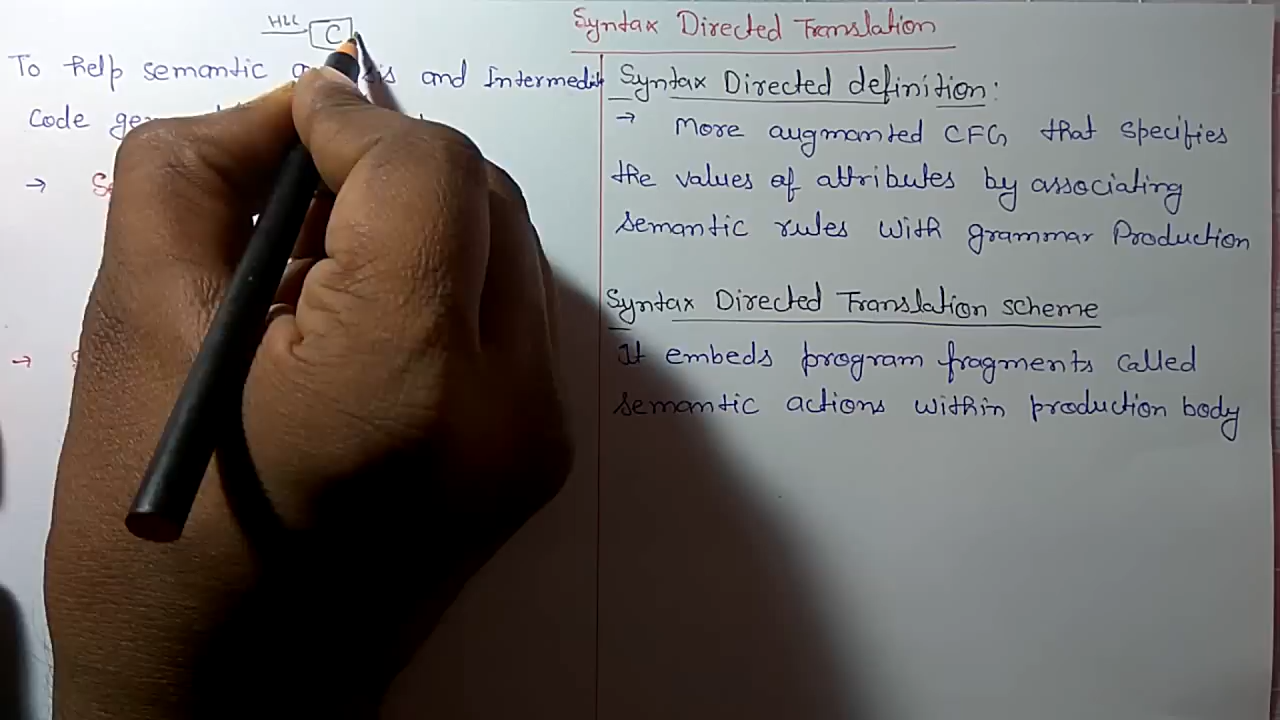 Syntax Directed Translation
HLL
C
To help semantic and Intermedi
Code
→
→
Syntax Directed definition:
→ More augmanted CFG that specifies
the values of attributes by associating
semantic rules with grammar Production
Syntax Directed Translation scheme
It embeds program fragments called
semantic actions within production body